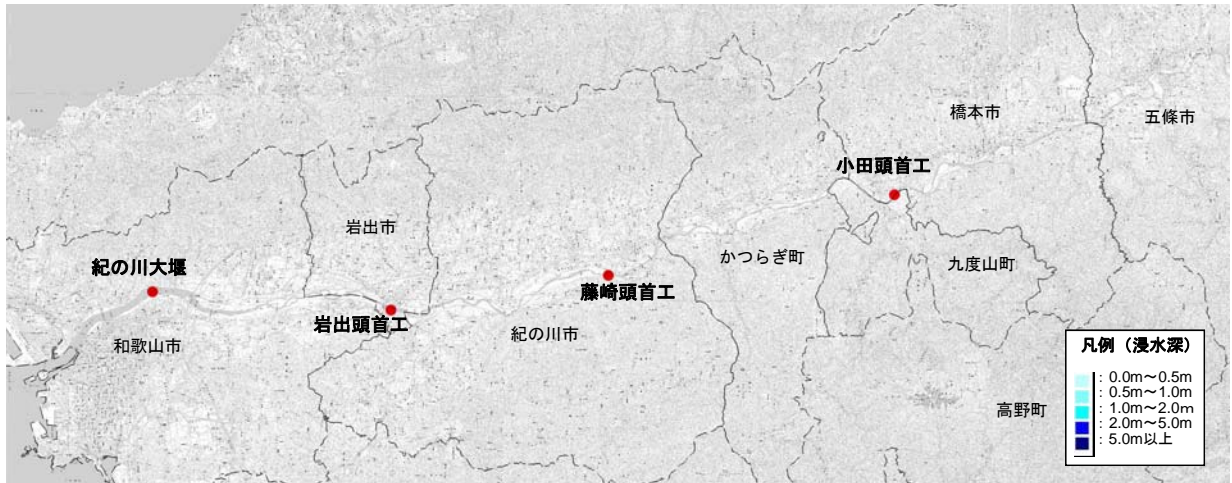 橋本市
五條市
小田頭首工
岩出市
紀の川大堰
かつらぎ町
九度山町
藤崎頭首工
岩出頭首工
紀の川市
和歌山市
高野町
凡例（浸水深）
: 0.0m～0.5m
: 0.5m～1.0m
: 1.0m～2.0m
: 2.0m～5.0m
: 5.0m以上